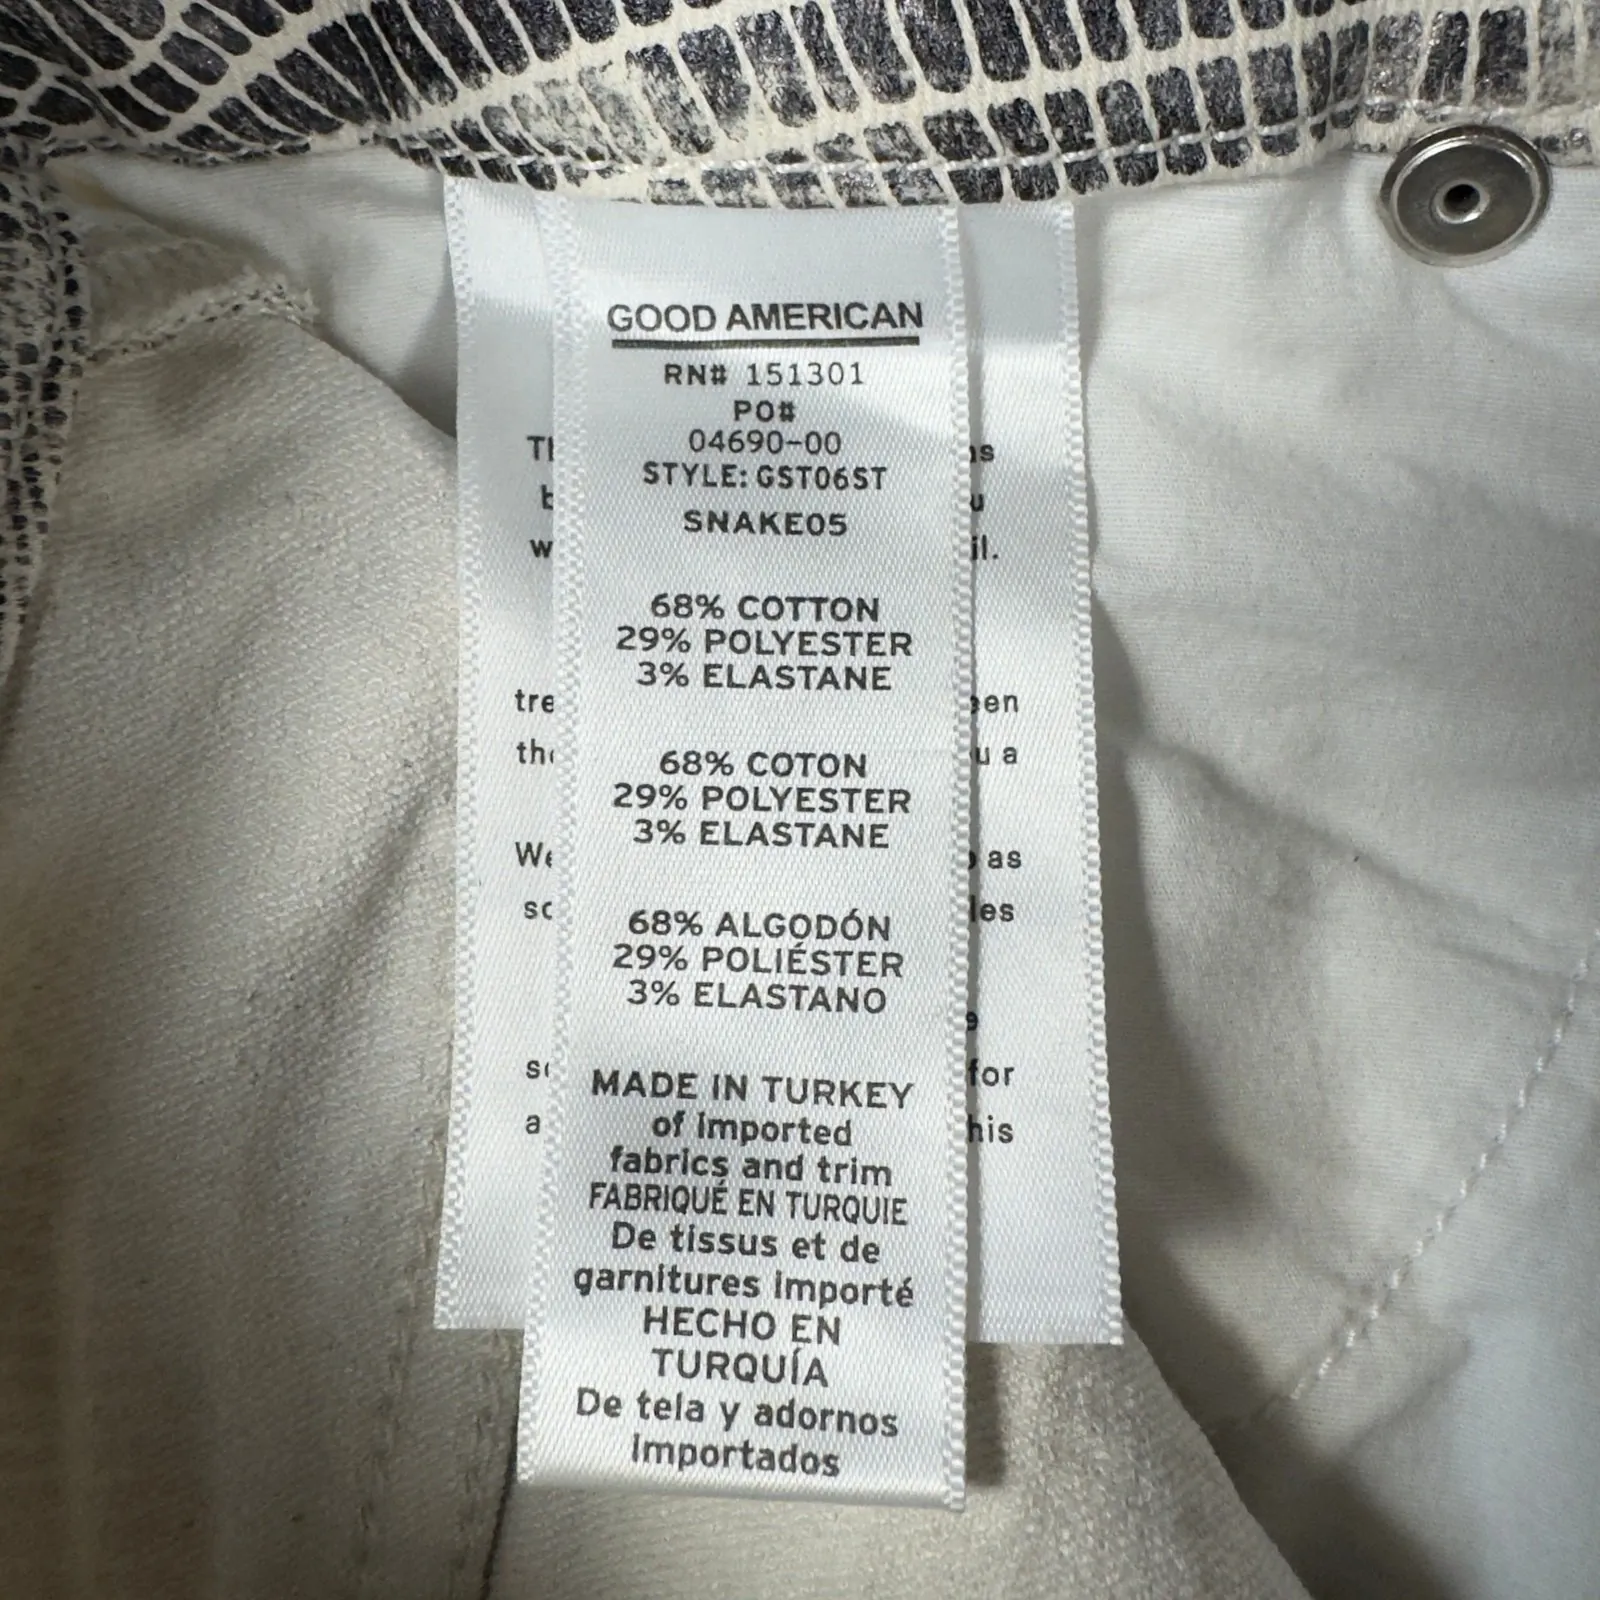 GOOD AMERICAN
RN# 151301
PO#
04690-00
STYLE: GST06ST
SNAKE05
68% COTTON
29% POLYESTER
3% ELASTANE
68% COTON
29% POLYESTER
3% ELASTANE
68% ALGODÓN
29% POLIÉSTER
3% ELASTANO
MADE IN TURKEY
of imported
fabrics and trim
FABRIQUÉ EN TURQUIE
De tissus et de
garnitures importé
HECHO EN
TURQUÍA
De tela y adornos
importados
u a
as
for